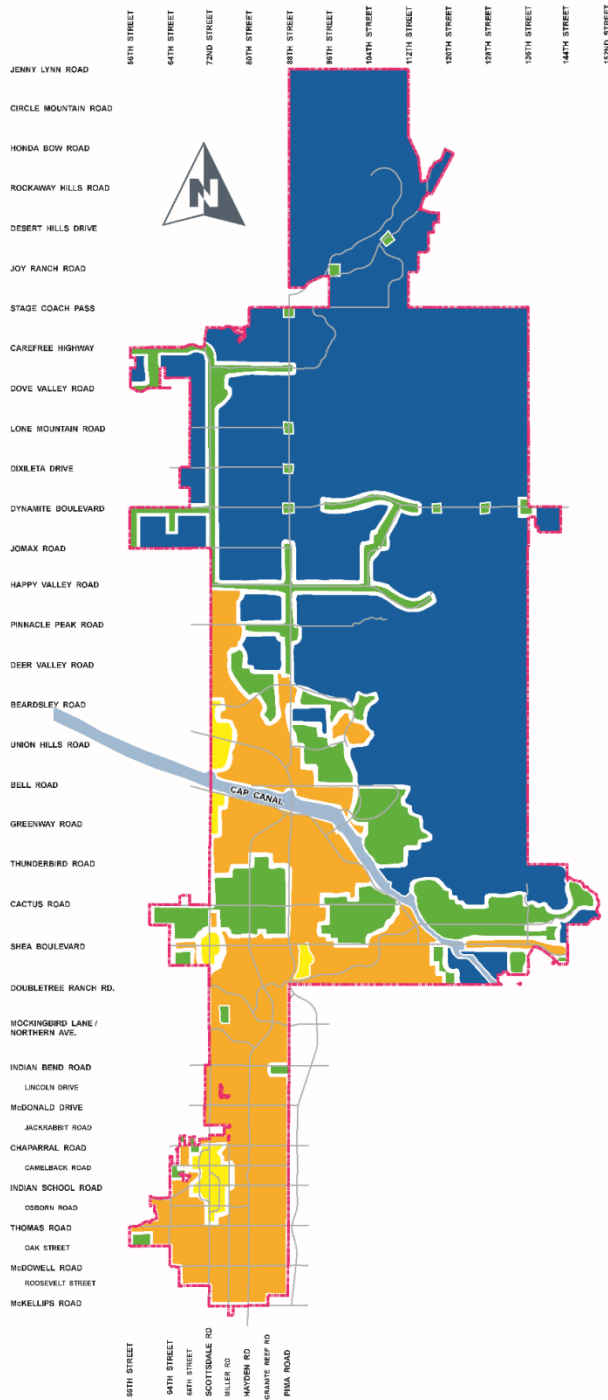 56TH STREET
64TH STREET
72ND STREET
80TH STREET
88TH STREET
96TH STREET
104TH STREET
112TH STREET
120TH STREET
128TH STREET
136TH STREET
144TH STREET
152ND STREET
JENNY LYNN ROAD
CIRCLE MOUNTAIN ROAD
HONDA BOW ROAD
N
ROCKAWAY HILLS ROAD
DESERT HILLS DRIVE
JOY RANCH ROAD
STAGE COACH PASS
CAREFREE HIGHWAY
DOVE VALLEY ROAD
LONE MOUNTAIN ROAD
DIXILETA DRIVE
DYNAMITE BOULEVARD
JOMAX ROAD
HAPPY VALLEY ROAD
PINNACLE PEAK ROAD
DEER VALLEY ROAD
BEARDSLEY ROAD
UNION HILLS ROAD
BELL ROAD
CAP CANAL
GREENWAY ROAD
THUNDERBIRD ROAD
CACTUS ROAD
SHEA BOULEVARD
DOUBLETREE RANCH RD.
MOCKINGBIRD LANE /
NORTHERN AVE.
INDIAN BEND ROAD
LINCOLN DRIVE
McDONALD DRIVE
JACKRABBIT ROAD
CHAPARRAL ROAD
CAMELBACK ROAD
INDIAN SCHOOL ROAD
OSBORN ROAD
THOMAS ROAD
OAK STREET
McDOWELL ROAD
ROOSEVELT STREET
McKELLIPS ROAD
56TH STREET
64TH STREET
68TH STREET
SCOTTSDALE RD
MILLER RD
HAYDEN RD
GRANITE REEF RD
PIMA ROAD